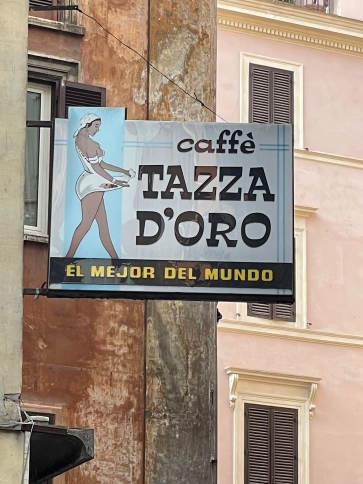 caffè
TAZZA
D'ORO
EL MEJOR DEL MUNDO